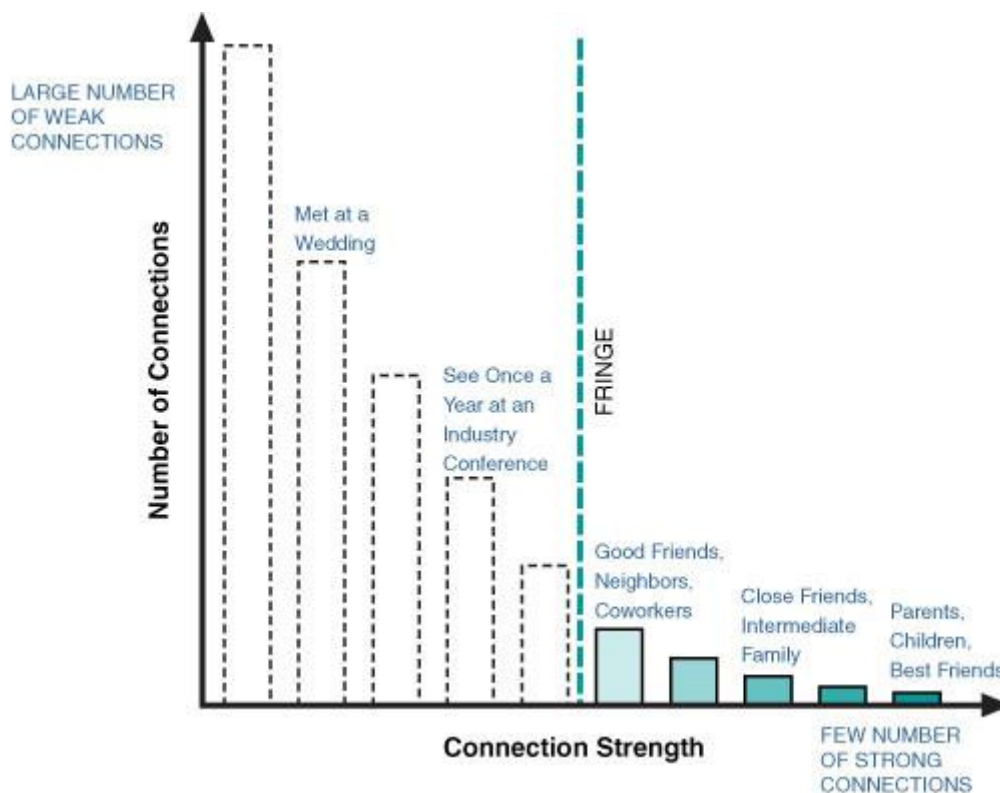 LARGE NUMBER
OF WEAK
CONNECTIONS
Number of Connections
Met at a
Wedding
See Once a
Year at an
Industry
Conference
FRINGE
Good Friends,
Neighbors,
Coworkers
Close Friends,
Intermediate
Family
Parents,
Children,
Best Friends
Connection Strength
FEW NUMBER
OF STRONG
CONNECTIONS